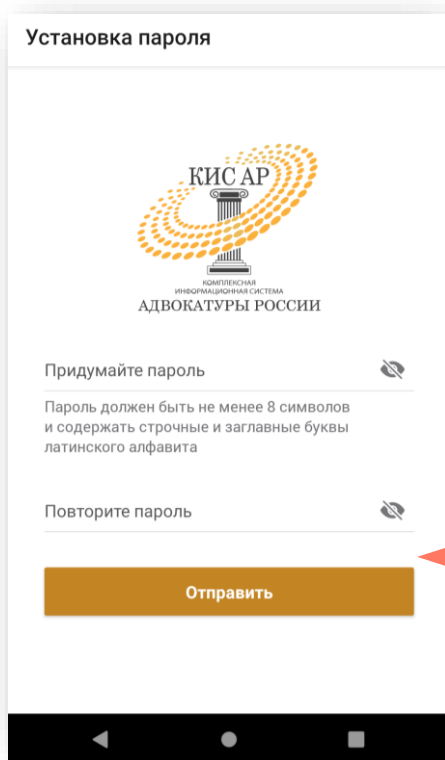 Установка пароля
КИС АР
КОМПЛЕКСНАЯ
ИНФОРМАЦИОННАЯ СИСТЕМА
АДВОКАТУРЫ РОССИИ
Придумайте пароль
Пароль должен быть не менее 8 символов
и содержать строчные и заглавные буквы
латинского алфавита
Повторите пароль
Отправить